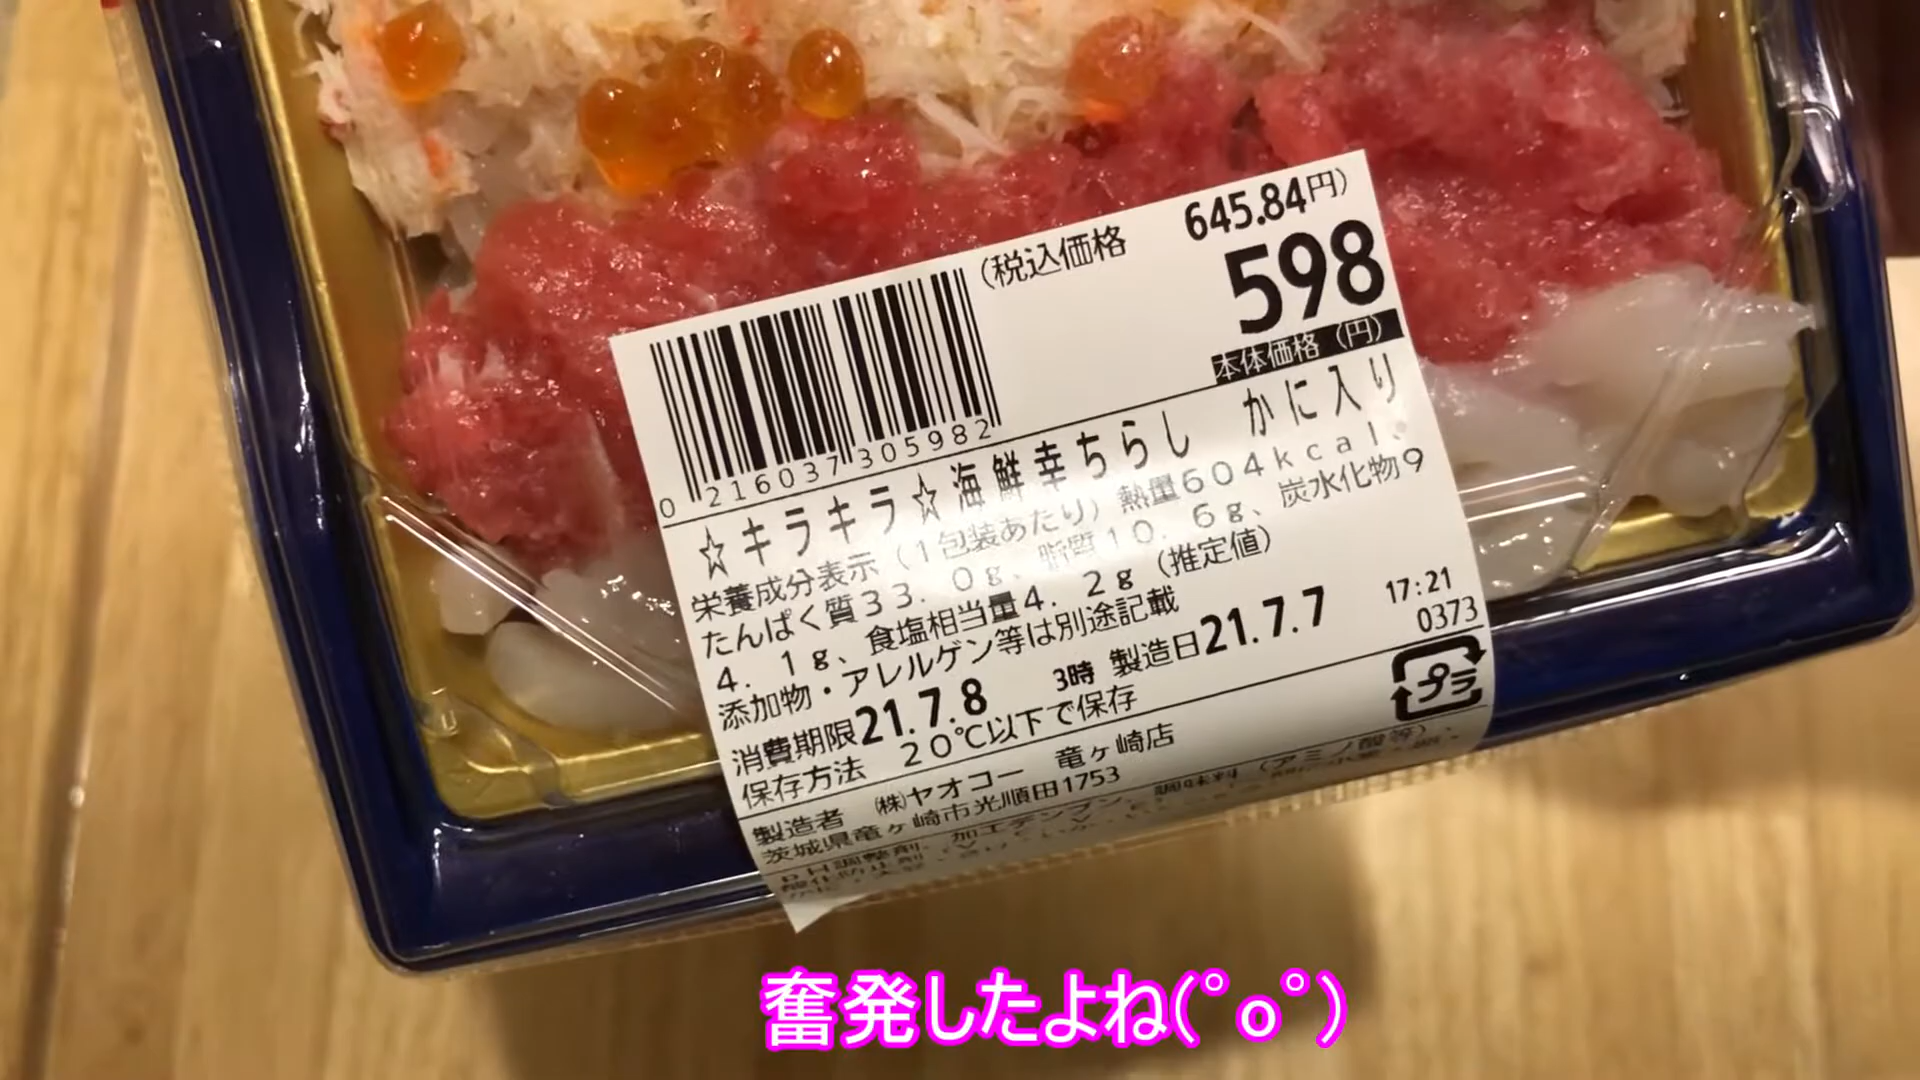 (税込価格 645.84円)
598
本体価格(円)
0 216037 305982
☆キラキラ☆海鮮幸ちらし かに入り
栄養成分表示(1包装あたり)熱量604kcal、
たんぱく質33.0g、脂質10.6g、炭水化物9
4.1g、食塩相当量4.2g(推定値)
添加物・アレルゲン等は別途記載
17:21
0373
消費期限21.7.8 3時 製造日21.7.7
保存方法 20℃以下で保存
プラ
製造者 (株)ヤオコー 竜ヶ崎店
茨城県竜ヶ崎市光順田1753
奮発したよね(ﾟoﾟ)